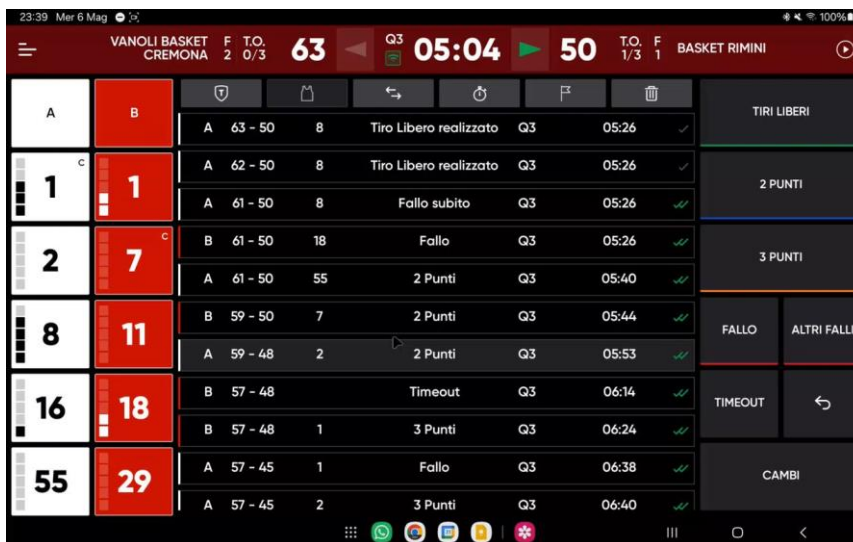 23:39 Mer 6 Mag
100%
VANOLI BASKET CREMONA
F 2
T.O. 0/3
63
Q3
05:04
50
T.O. 1/3
F 1
BASKET RIMINI
A
B
1 C
1
2
7 C
8
11
16
18
55
29
A 63 - 50 8 Tiro Libero realizzato Q3 05:26
A 62 - 50 8 Tiro Libero realizzato Q3 05:26
A 61 - 50 8 Fallo subito Q3 05:26
B 61 - 50 18 Fallo Q3 05:26
A 61 - 50 55 2 Punti Q3 05:40
B 59 - 50 7 2 Punti Q3 05:44
A 59 - 48 2 2 Punti Q3 05:53
B 57 - 48 Timeout Q3 06:14
B 57 - 48 1 3 Punti Q3 06:24
A 57 - 45 1 Fallo Q3 06:38
A 57 - 45 2 3 Punti Q3 06:40
TIRI LIBERI
2 PUNTI
3 PUNTI
FALLO
ALTRI FALLI
TIMEOUT
CAMBI